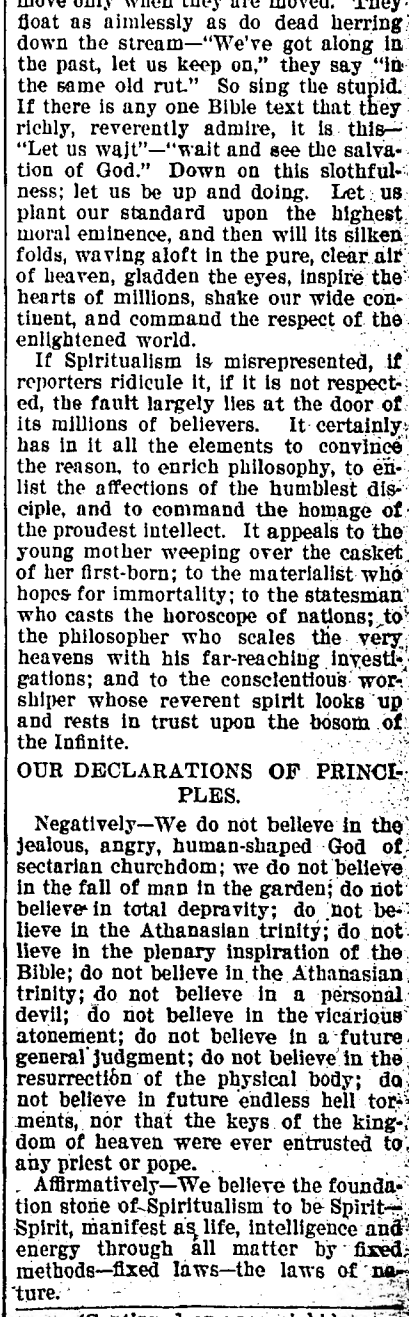 move only when they are moved. They
float as aimlessly as do dead herring
down the stream—“We've got along in
the past, let us keep on,” they say “in
the same old rut.” So sing the stupid.
If there is any one Bible text that they
richly, reverently admire, it is this—
“Let us wajt”—“wait and see the salva-
tion of God.” Down on this slothful-
ness; let us be up and doing. Let us
plant our standard upon the highest
moral eminence, and then will its silken
folds, waving aloft in the pure, clear air
of heaven, gladden the eyes, inspire the
hearts of millions, shake our wide con-
tinent, and command the respect of the
enlightened world.
If Spiritualism is misrepresented, if
reporters ridicule it, if it is not respect-
ed, the fault largely lies at the door of
its millions of believers. It certainly
has in it all the elements to convince
the reason, to enrich philosophy, to en-
list the affections of the humblest dis-
ciple, and to command the homage of
the proudest intellect. It appeals to the
young mother weeping over the casket
of her first-born; to the materialist who
hopes for immortality; to the statesman
who casts the horoscope of nations; to
the philosopher who scales the very
heavens with his far-reaching investi-
gations; and to the conscientious wor-
shiper whose reverent spirit looks up
and rests in trust upon the bosom of
the Infinite.
OUR DECLARATIONS OF PRINCI-
PLES.
Negatively—We do not believe in the
jealous, angry, human-shaped God of
sectarian churchdom; we do not believe
in the fall of man in the garden; do not
believe in total depravity; do not be-
lieve in the Athanasian trinity; do not
lieve in the plenary inspiration of the
Bible; do not believe in the Athanasian
trinity; do not believe in a personal
devil; do not believe in the vicarious
atonement; do not believe in a future
general judgment; do not believe in the
resurrection of the physical body; do
not believe in future endless hell tor-
ments, nor that the keys of the king-
dom of heaven were ever entrusted to
any priest or pope.
Affirmatively—We believe the founda-
tion stone of Spiritualism to be Spirit—
Spirit, manifest as life, intelligence and
energy through all matter by fixed
methods—fixed laws—the laws of na-
ture.